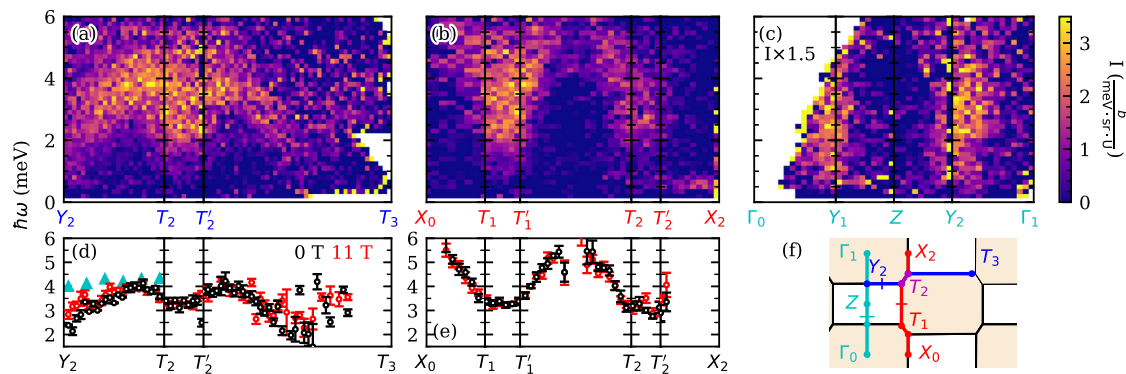 (a)
(b)
(c)
I×1.5
ħω (meV)
6
4
2
0
Y₂ T₂ T₂′ T₃
X₀ T₁ T₁′ T₂ T₂′ X₂
Γ₀ Y₁ Z Y₂ Γ₁
3
2
1
0
I (b / meV·sr·U)
(d)
0 T 11 T
6
5
4
3
2
Y₂ T₂ T₂′ T₃
(e)
6
5
4
3
2
X₀ T₁ T₁′ T₂ T₂′ X₂
(f)
Γ₁ X₂
Y₂ T₃
T₂
Z
T₁
Γ₀ X₀